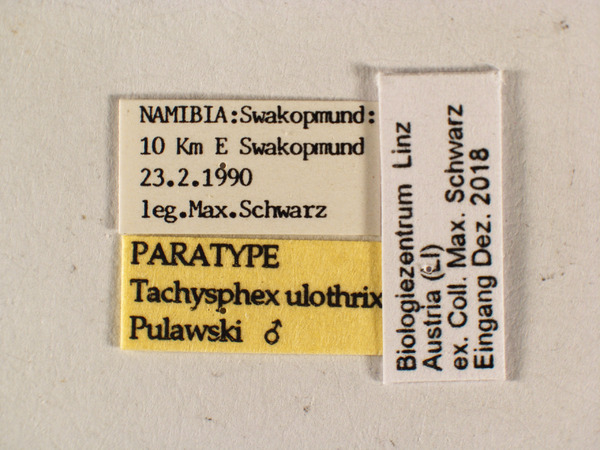 NAMIBIA:Swakopmund:
10 Km E Swakopmund
23.2.1990
leg.Max.Schwarz
PARATYPE
Tachysphex ulothrix
Pulawski ♂
Biologiezentrum Linz
Austria (LI)
ex. Coll. Max. Schwarz
Eingang Dez. 2018